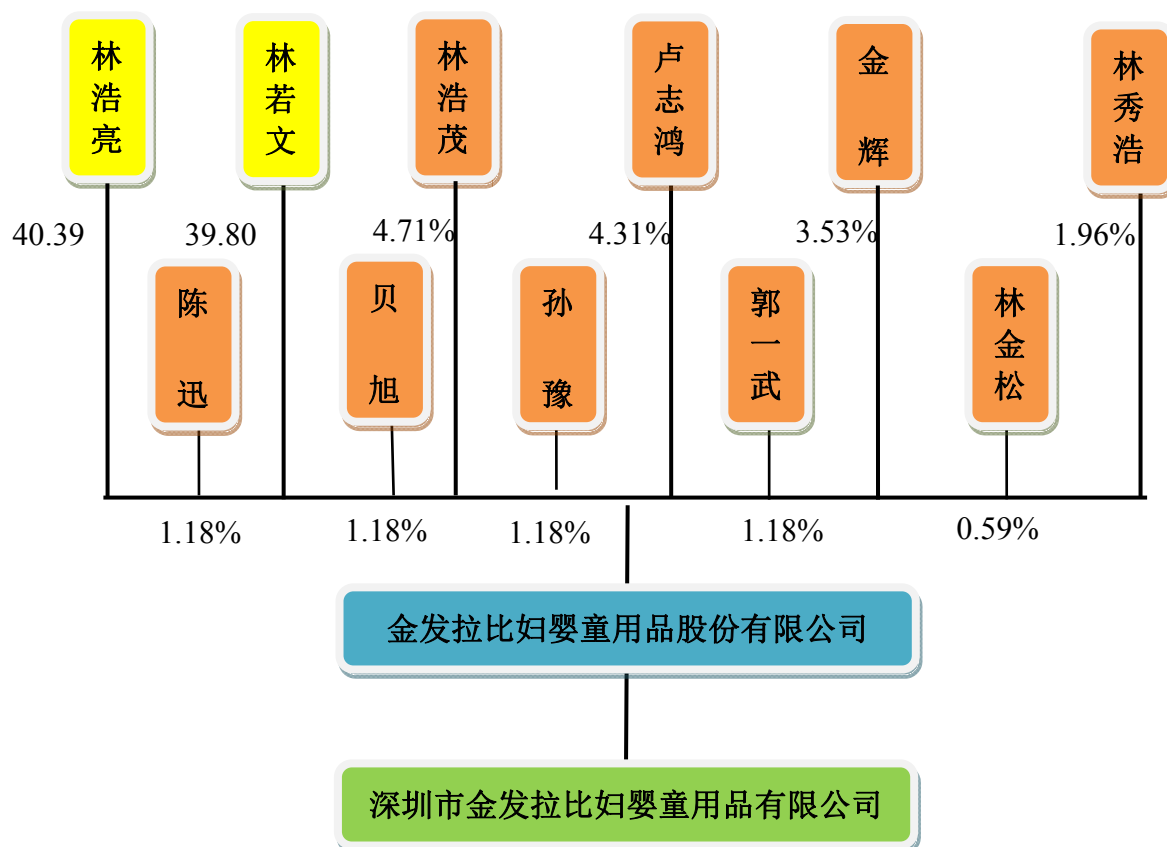 林浩亮
林若文
林浩茂
卢志鸿
金辉
林秀浩
40.39
39.80
4.71%
4.31%
3.53%
1.96%
陈迅
贝旭
孙豫
郭一武
林金松
1.18%
1.18%
1.18%
1.18%
0.59%
金发拉比妇婴童用品股份有限公司
深圳市金发拉比妇婴童用品有限公司